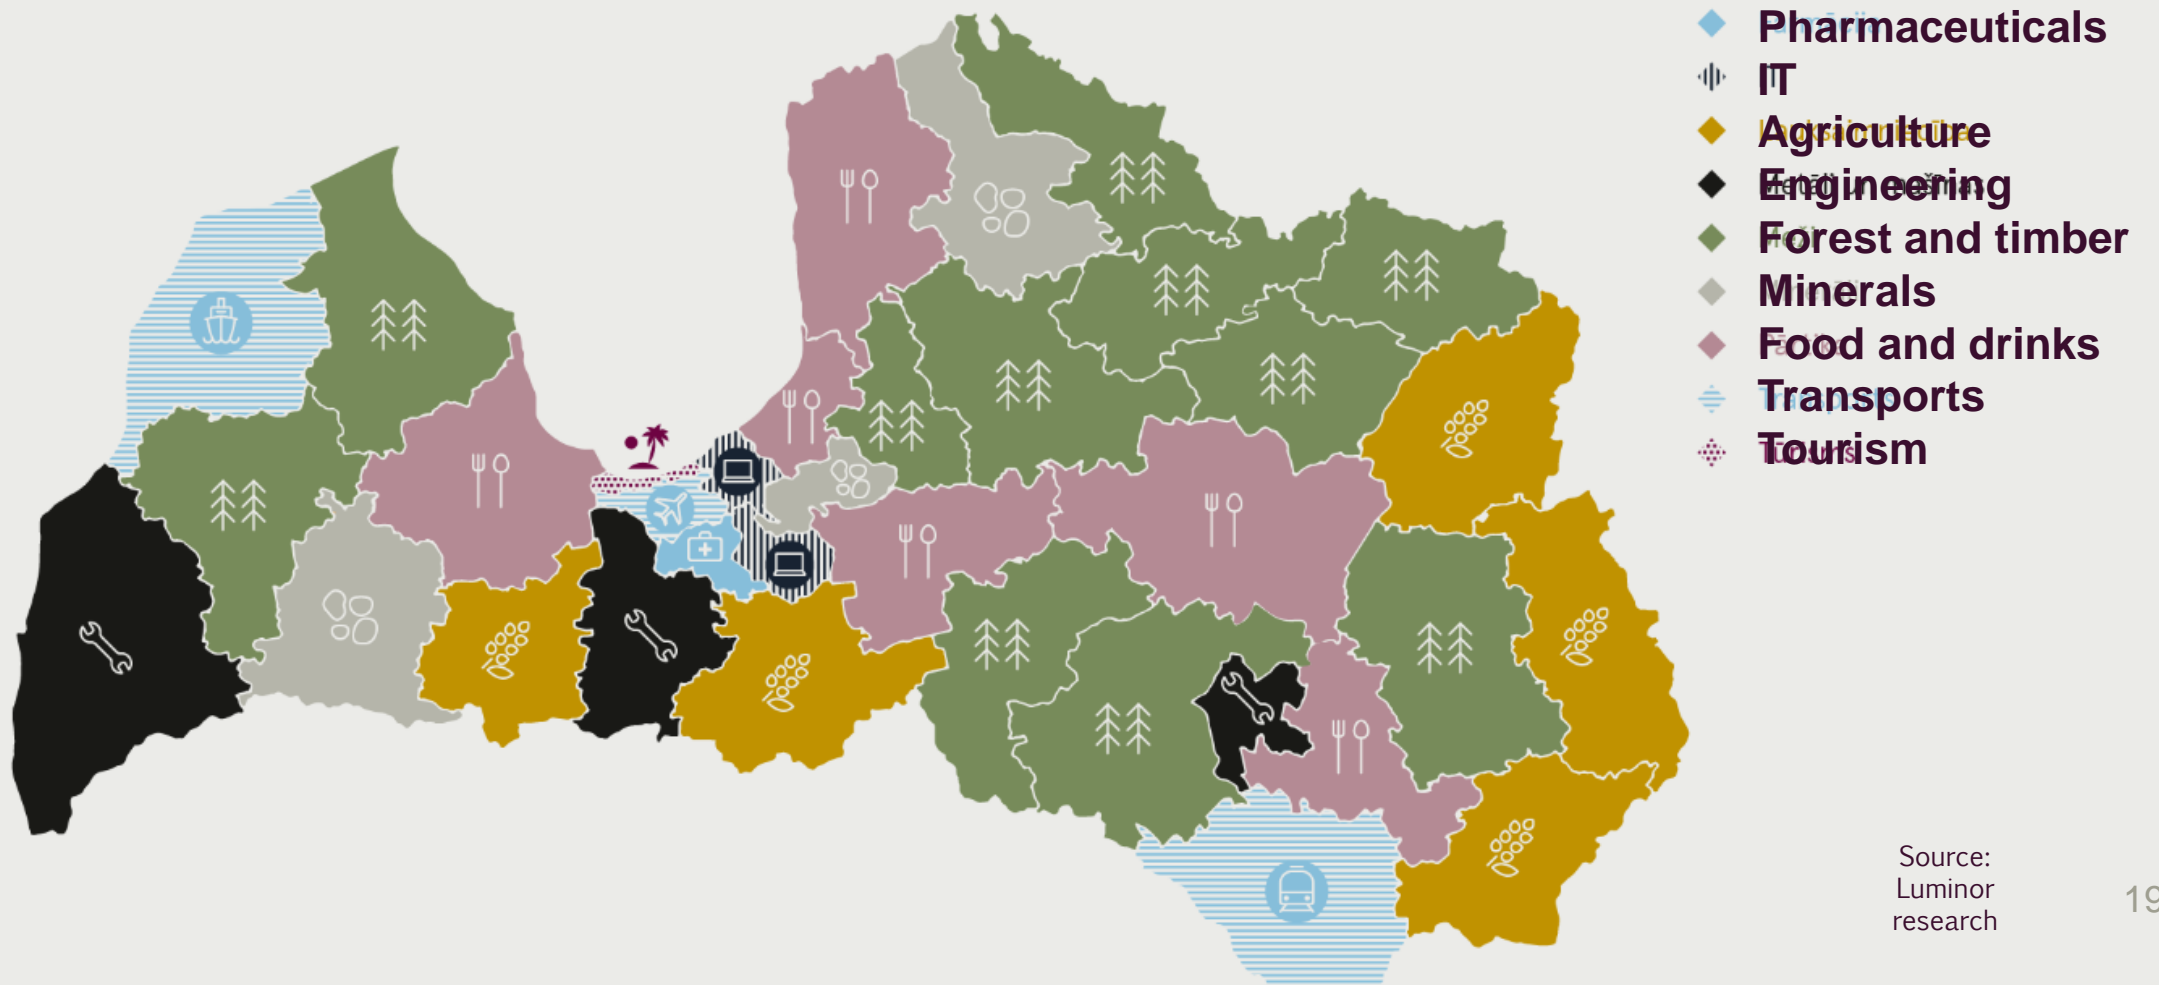 Pharmaceuticals
IT
Agriculture
Engineering
Forest and timber
Minerals
Food and drinks
Transports
Tourism
Source:
Luminor
research
19